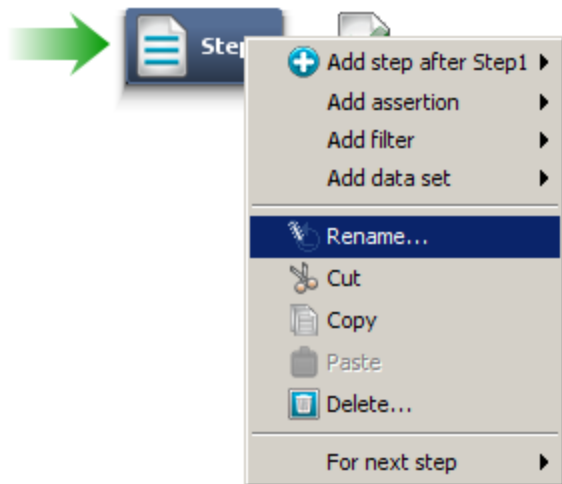 Step
Add step after Step1
Add assertion
Add filter
Add data set
Rename...
Cut
Copy
Paste
Delete...
For next step